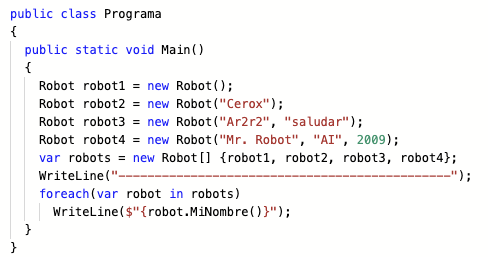 public class Programa
{
  public static void Main()
  {
    Robot robot1 = new Robot();
    Robot robot2 = new Robot("Cerox");
    Robot robot3 = new Robot("Ar2r2", "saludar");
    Robot robot4 = new Robot("Mr. Robot", "AI", 2009);
    var robots = new Robot[] {robot1, robot2, robot3, robot4};
    WriteLine("----------------------------------------------");
    foreach(var robot in robots)
      WriteLine($"{robot.MiNombre()}");
  }
}